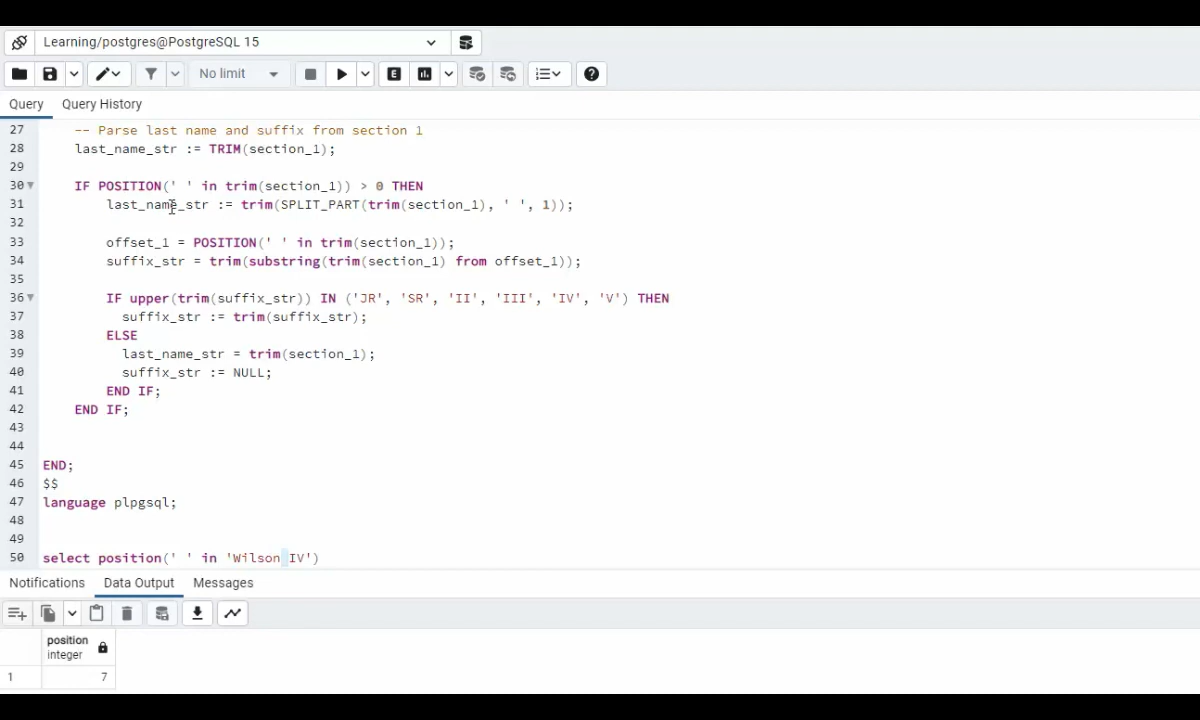 Learning/postgres@PostgreSQL 15
No limit
Query Query History
27 -- Parse last name and suffix from section 1
28 last_name_str := TRIM(section_1);
29
30 IF POSITION(' ' in trim(section_1)) > 0 THEN
31 last_name_str := trim(SPLIT_PART(trim(section_1), ' ', 1));
32
33 offset_1 = POSITION(' ' in trim(section_1));
34 suffix_str = trim(substring(trim(section_1) from offset_1));
35
36 IF upper(trim(suffix_str)) IN ('JR', 'SR', 'II', 'III', 'IV', 'V') THEN
37 suffix_str := trim(suffix_str);
38 ELSE
39 last_name_str = trim(section_1);
40 suffix_str := NULL;
41 END IF;
42 END IF;
43
44
45 END;
46 $$
47 language plpgsql;
48
49
50 select position(' ' in 'Wilson IV')
Notifications Data Output Messages
position
integer
1 7